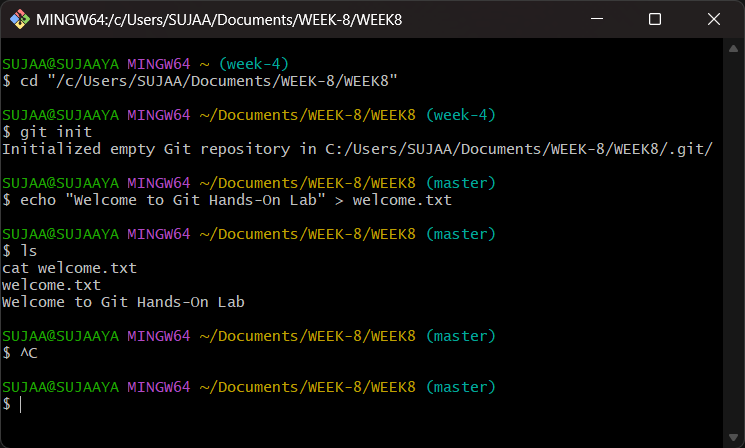 MINGW64:/c/Users/SUJAA/Documents/WEEK-8/WEEK8
SUJAA@SUJAAYA MINGW64 ~ (week-4)
$ cd "/c/Users/SUJAA/Documents/WEEK-8/WEEK8"
SUJAA@SUJAAYA MINGW64 ~/Documents/WEEK-8/WEEK8 (week-4)
$ git init
Initialized empty Git repository in C:/Users/SUJAA/Documents/WEEK-8/WEEK8/.git/
SUJAA@SUJAAYA MINGW64 ~/Documents/WEEK-8/WEEK8 (master)
$ echo "Welcome to Git Hands-On Lab" > welcome.txt
SUJAA@SUJAAYA MINGW64 ~/Documents/WEEK-8/WEEK8 (master)
$ ls
cat welcome.txt
welcome.txt
Welcome to Git Hands-On Lab
SUJAA@SUJAAYA MINGW64 ~/Documents/WEEK-8/WEEK8 (master)
$ ^C
SUJAA@SUJAAYA MINGW64 ~/Documents/WEEK-8/WEEK8 (master)
$